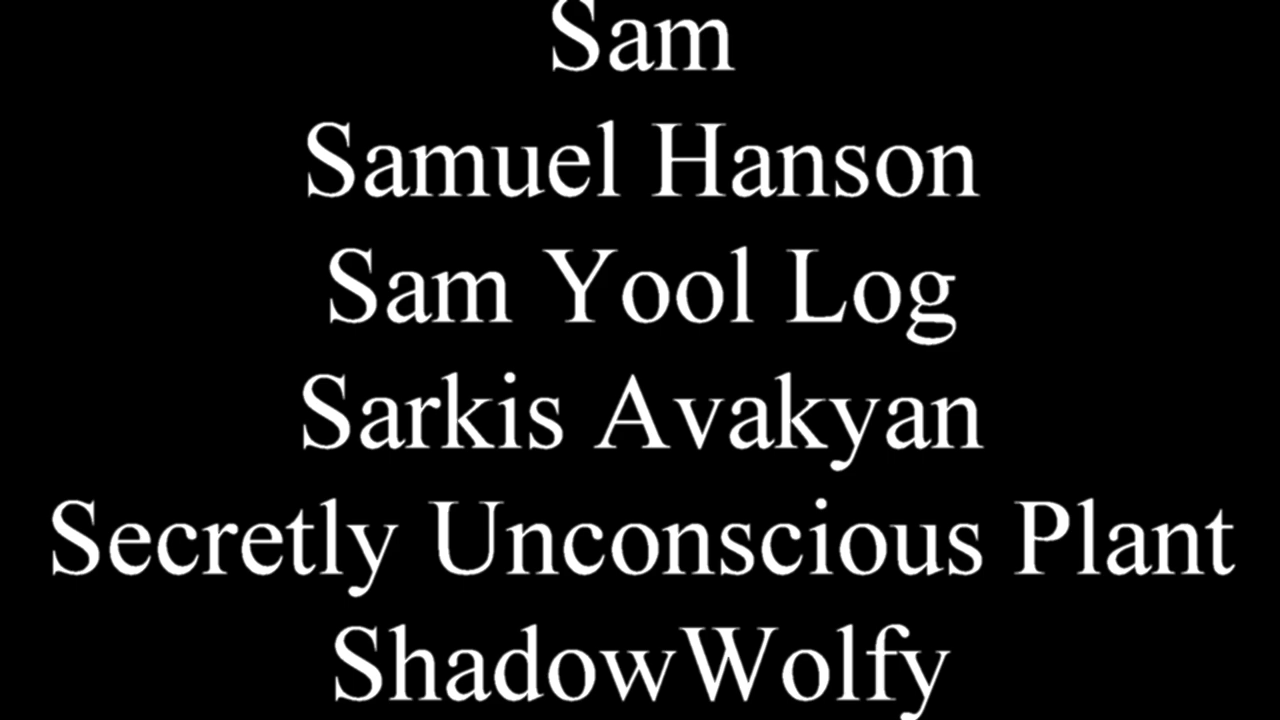 Sam
Samuel Hanson
Sam Yool Log
Sarkis Avakyan
Secretly Unconscious Plant
ShadowWolfy